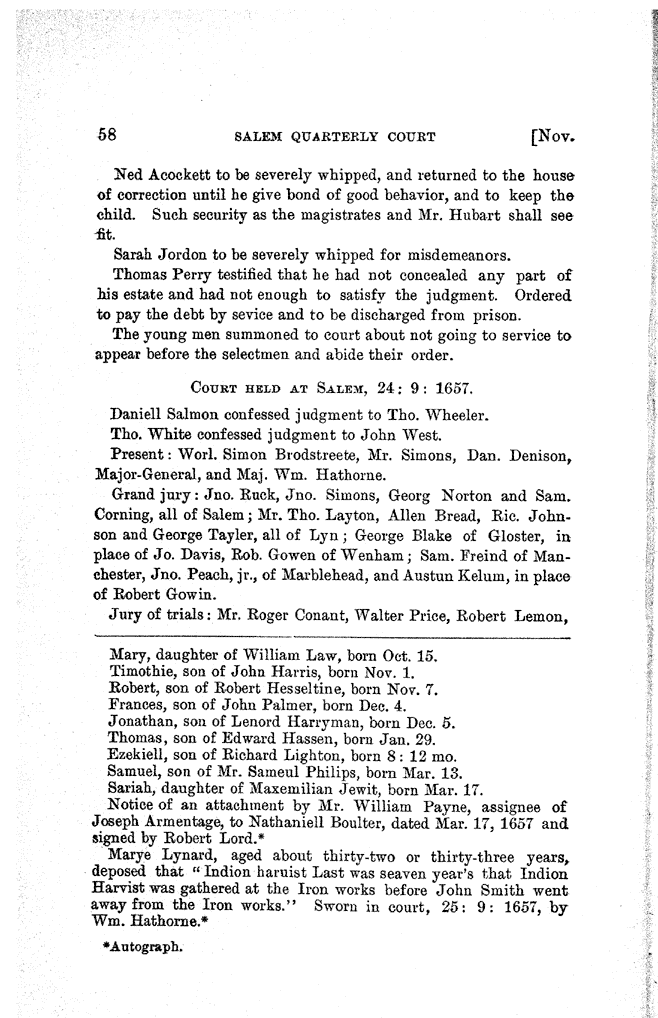 58 SALEM QUARTERLY COURT [Nov.
Ned Acockett to be severely whipped, and returned to the house
of correction until he give bond of good behavior, and to keep the
child. Such security as the magistrates and Mr. Hubart shall see
fit.
Sarah Jordon to be severely whipped for misdemeanors.
Thomas Perry testified that he had not concealed any part of
his estate and had not enough to satisfy the judgment. Ordered
to pay the debt by sevice and to be discharged from prison.
The young men summoned to court about not going to service to
appear before the selectmen and abide their order.
COURT HELD AT SALEM, 24: 9: 1657.
Daniell Salmon confessed judgment to Tho. Wheeler.
Tho. White confessed judgment to John West.
Present: Worl. Simon Brodstreete, Mr. Simons, Dan. Denison,
Major-General, and Maj. Wm. Hathorne.
Grand jury: Jno. Ruck, Jno. Simons, Georg Norton and Sam.
Corning, all of Salem; Mr. Tho. Layton, Allen Bread, Ric. John-
son and George Tayler, all of Lyn; George Blake of Gloster, in
place of Jo. Davis, Rob. Gowen of Wenham; Sam. Freind of Man-
chester, Jno. Peach, jr., of Marblehead, and Austun Kelum, in place
of Robert Gowin.
Jury of trials: Mr. Roger Conant, Walter Price, Robert Lemon,
Mary, daughter of William Law, born Oct. 15.
Timothie, son of John Harris, born Nov. 1.
Robert, son of Robert Hesseltine, born Nov. 7.
Frances, son of John Palmer, born Dec. 4.
Jonathan, son of Lenord Harryman, born Dec. 5.
Thomas, son of Edward Hassen, born Jan. 29.
Ezekiell, son of Richard Lighton, born 8: 12 mo.
Samuel, son of Mr. Sameul Philips, born Mar. 13.
Sariah, daughter of Maxemilian Jewit, born Mar. 17.
Notice of an attachment by Mr. William Payne, assignee of
Joseph Armentage, to Nathaniell Boulter, dated Mar. 17, 1657 and
signed by Robert Lord.*
Marye Lynard, aged about thirty-two or thirty-three years,
deposed that "Indion haruist Last was seaven year's that Indion
Harvist was gathered at the Iron works before John Smith went
away from the Iron works." Sworn in court, 25: 9: 1657, by
Wm. Hathorne.*
*Autograph.